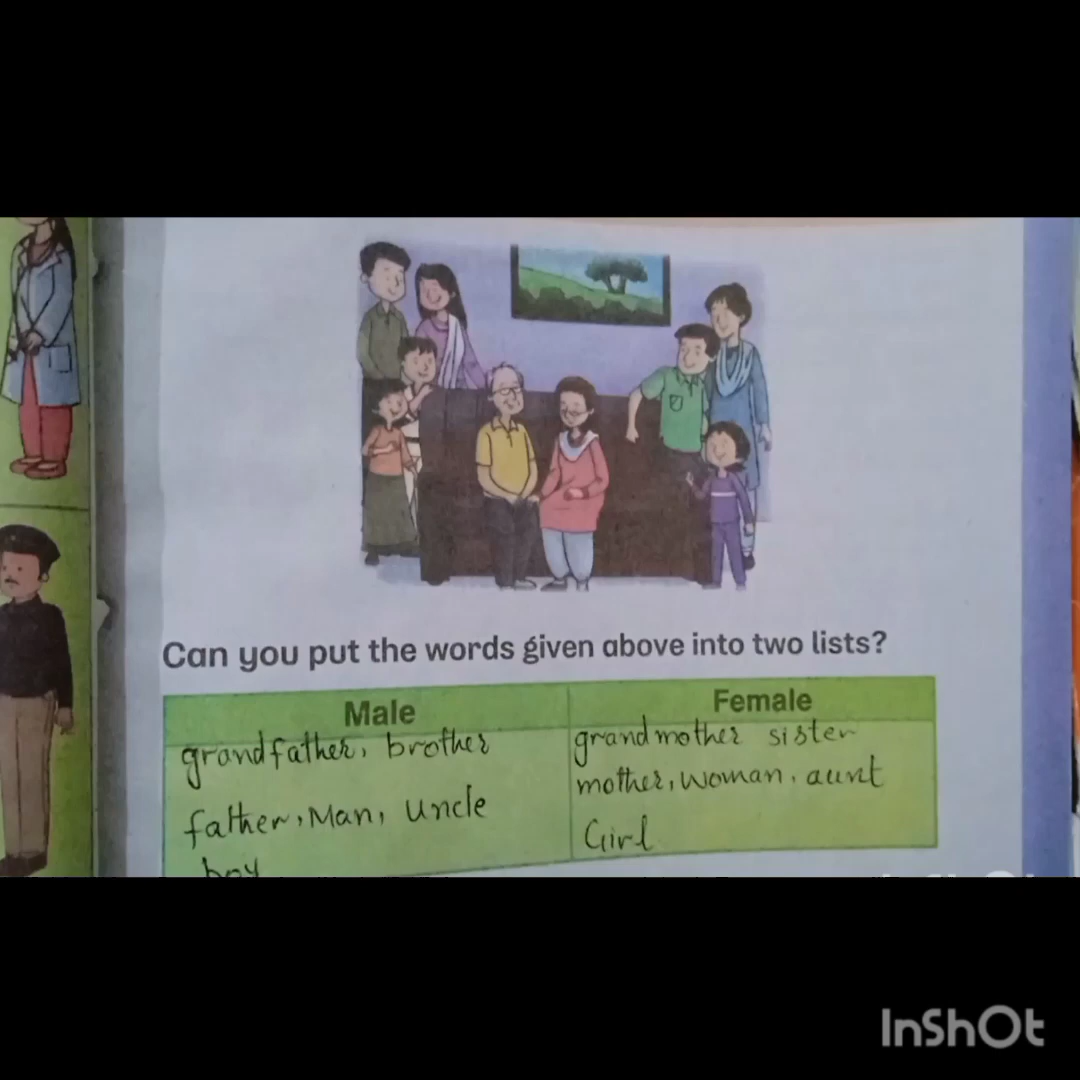 Can you put the words given above into two lists?
Male
Female
grandfather, brother
father, Man, Uncle
boy
grandmother sister
mother, woman, aunt
Girl
InShOt